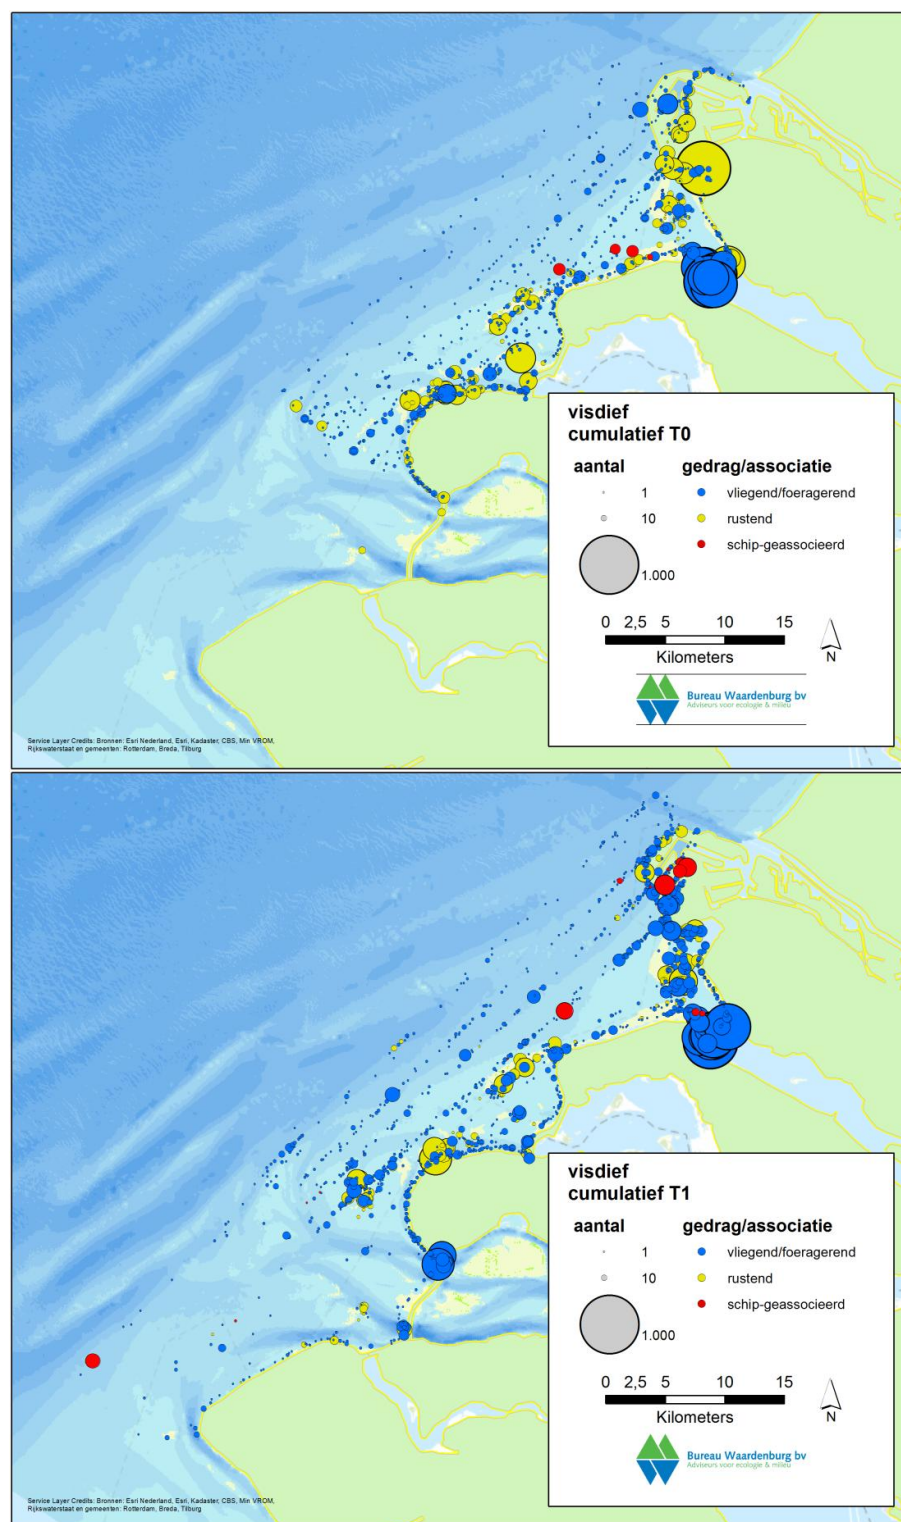 visdief
cumulatief T0
aantal
gedrag/associatie
1
vliegend/foeragerend
10
rustend
schip-geassocieerd
1.000
0 2,5 5 10 15
Kilometers
N
Bureau Waardenburg bv
Adviseurs voor ecologie & milieu
Service Layer Credits: Bronnen: Esri Nederland, Esri, Kadaster, CBS, Min VROM,
Rijkswaterstaat en gemeenten: Rotterdam, Breda, Tilburg
visdief
cumulatief T1
aantal
gedrag/associatie
1
vliegend/foeragerend
10
rustend
schip-geassocieerd
1.000
0 2,5 5 10 15
Kilometers
N
Bureau Waardenburg bv
Adviseurs voor ecologie & milieu
Service Layer Credits: Bronnen: Esri Nederland, Esri, Kadaster, CBS, Min VROM,
Rijkswaterstaat en gemeenten: Rotterdam, Breda, Tilburg